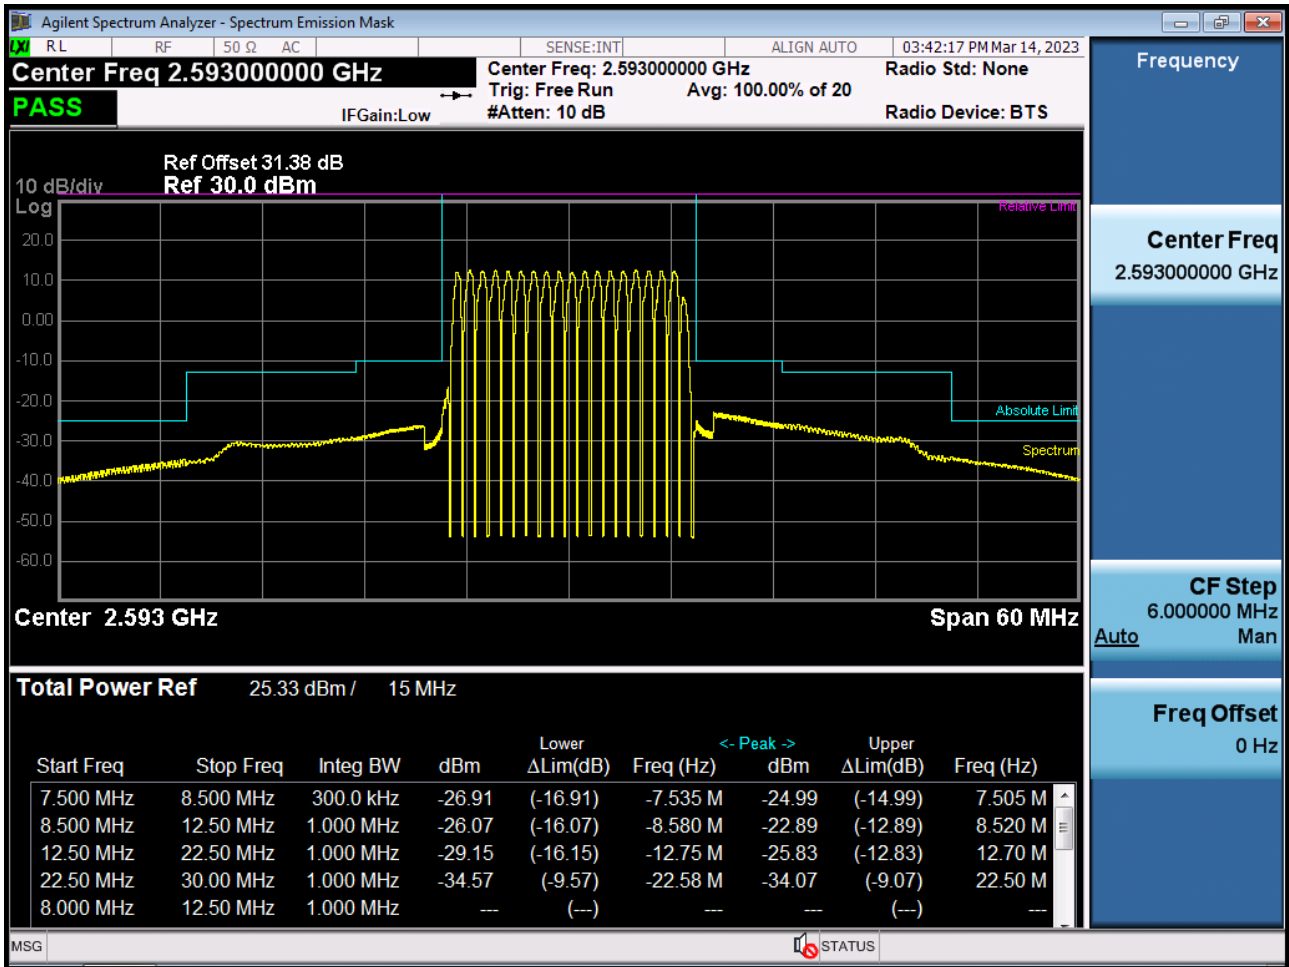 Agilent Spectrum Analyzer - Spectrum Emission Mask
LXI RL RF 50 Ω AC SENSE:INT ALIGN AUTO 03:42:17 PM Mar 14, 2023
Center Freq 2.593000000 GHz
Center Freq: 2.593000000 GHz Radio Std: None
Trig: Free Run Avg: 100.00% of 20
PASS
IFGain:Low #Atten: 10 dB Radio Device: BTS
Ref Offset 31.38 dB
10 dB/div Ref 30.0 dBm
Log
Relative Limit
20.0
10.0
0.00
-10.0
-20.0
Absolute Limit
-30.0
Spectrum
-40.0
-50.0
-60.0
Center 2.593 GHz Span 60 MHz
Total Power Ref 25.33 dBm / 15 MHz
Lower <- Peak -> Upper
Start Freq Stop Freq Integ BW dBm ΔLim(dB) Freq (Hz) dBm ΔLim(dB) Freq (Hz)
7.500 MHz 8.500 MHz 300.0 kHz -26.91 (-16.91) -7.535 M -24.99 (-14.99) 7.505 M
8.500 MHz 12.50 MHz 1.000 MHz -26.07 (-16.07) -8.580 M -22.89 (-12.89) 8.520 M
12.50 MHz 22.50 MHz 1.000 MHz -29.15 (-16.15) -12.75 M -25.83 (-12.83) 12.70 M
22.50 MHz 30.00 MHz 1.000 MHz -34.57 (-9.57) -22.58 M -34.07 (-9.07) 22.50 M
8.000 MHz 12.50 MHz 1.000 MHz --- (---) --- --- (---) ---
MSG STATUS
Frequency
Center Freq
2.593000000 GHz
CF Step
6.000000 MHz
Auto Man
Freq Offset
0 Hz